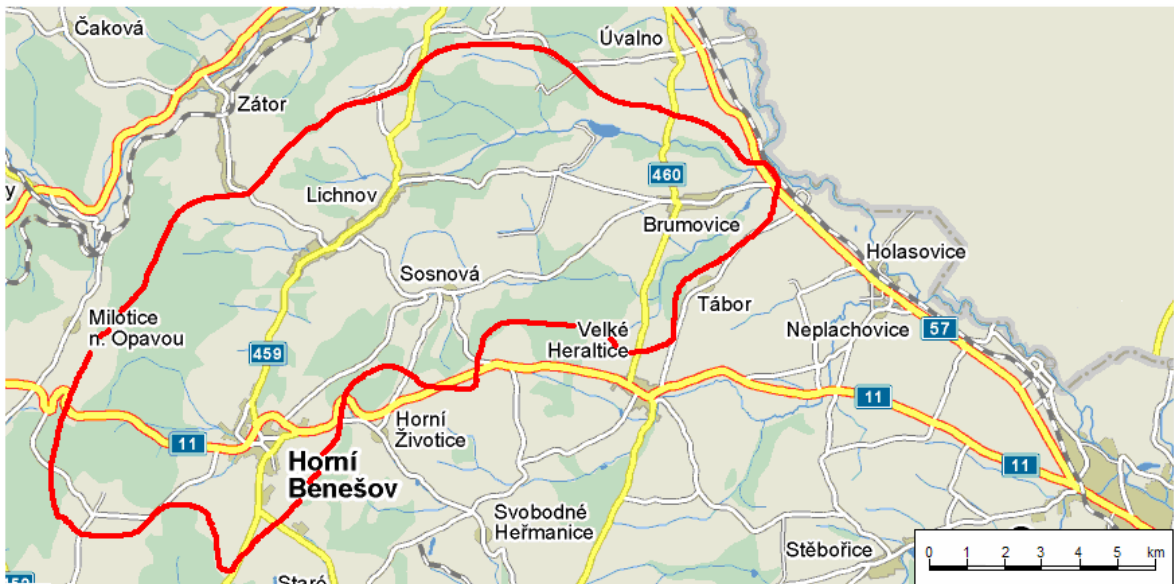 Čaková
Úvalno
Zátor
460
Lichnov
Brumovice
Holasovice
Sosnová
Tábor
Milotice
n. Opavou
Velké
Heraltice
Neplachovice
57
459
11
11
Horní
Životice
11
Horní
Benešov
Svobodné
Heřmanice
Stěbořice
0 1 2 3 4 5 km
Staré